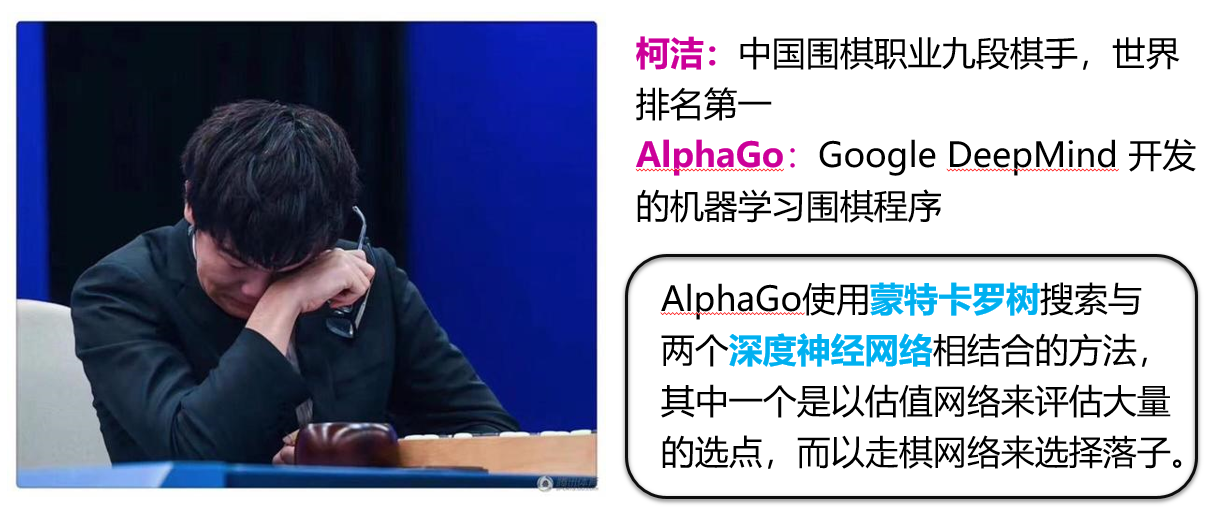 柯洁：中国围棋职业九段棋手，世界
排名第一
AlphaGo：Google DeepMind 开发
的机器学习围棋程序
AlphaGo使用蒙特卡罗树搜索与
两个深度神经网络相结合的方法，
其中一个是以估值网络来评估大量
的选点，而以走棋网络来选择落子。